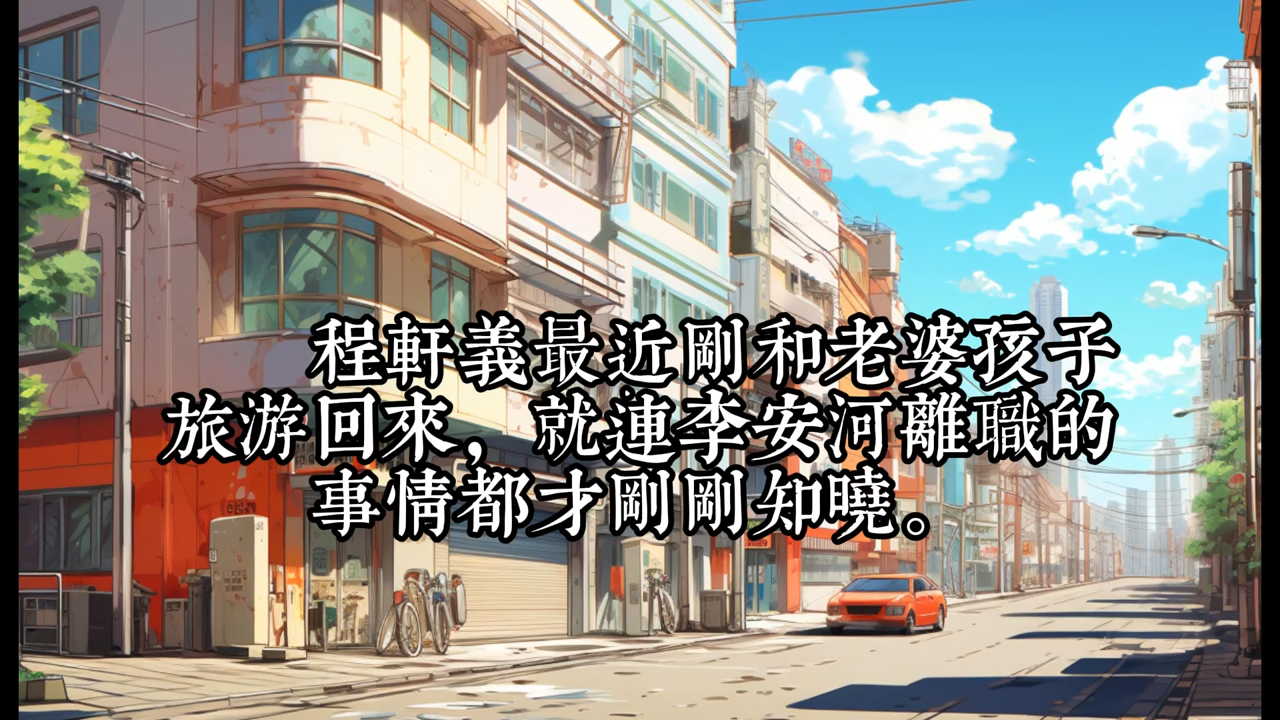 程軒義最近剛和老婆孩子
旅游回來，就連李安河離職的
事情都才剛剛知曉。